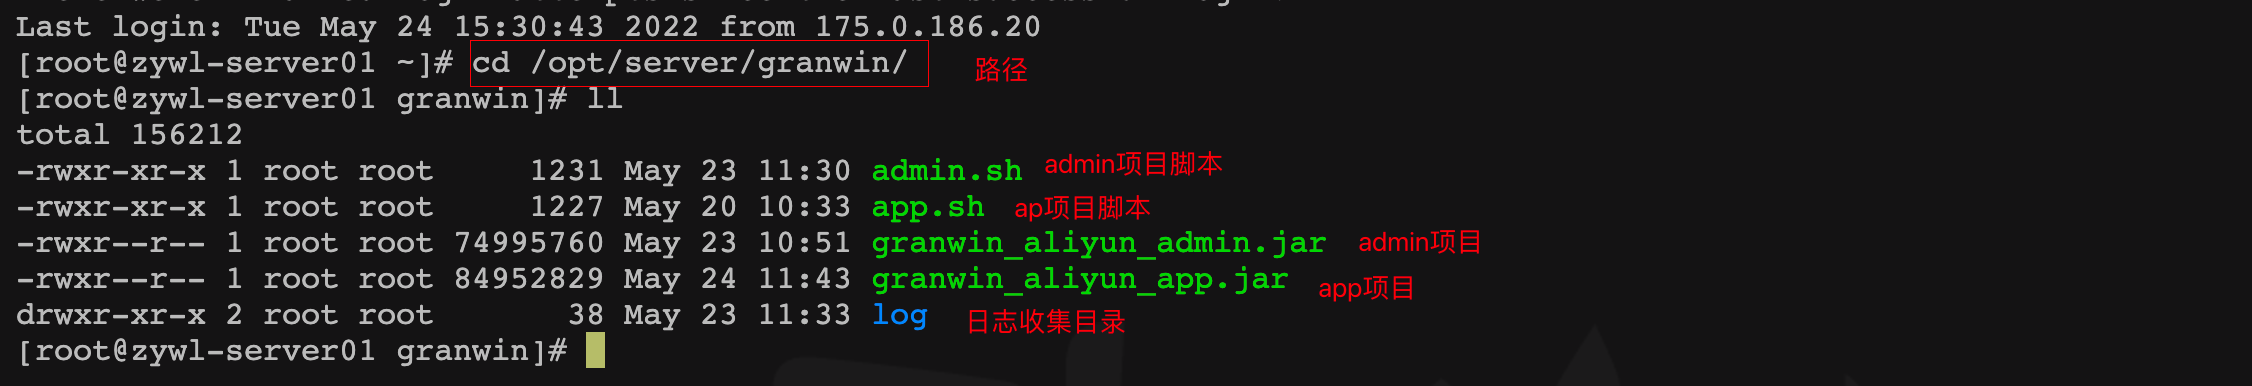 Last login: Tue May 24 15:30:43 2022 from 175.0.186.20
[root@zywl-server01 ~]# cd /opt/server/granwin/ 路径
[root@zywl-server01 granwin]# ll
total 156212
-rwxr-xr-x 1 root root     1231 May 23 11:30 admin.sh admin项目脚本
-rwxr-xr-x 1 root root     1227 May 20 10:33 app.sh ap项目脚本
-rwxr--r-- 1 root root 74995760 May 23 10:51 granwin_aliyun_admin.jar admin项目
-rwxr--r-- 1 root root 84952829 May 24 11:43 granwin_aliyun_app.jar app项目
drwxr-xr-x 2 root root       38 May 23 11:33 log 日志收集目录
[root@zywl-server01 granwin]#